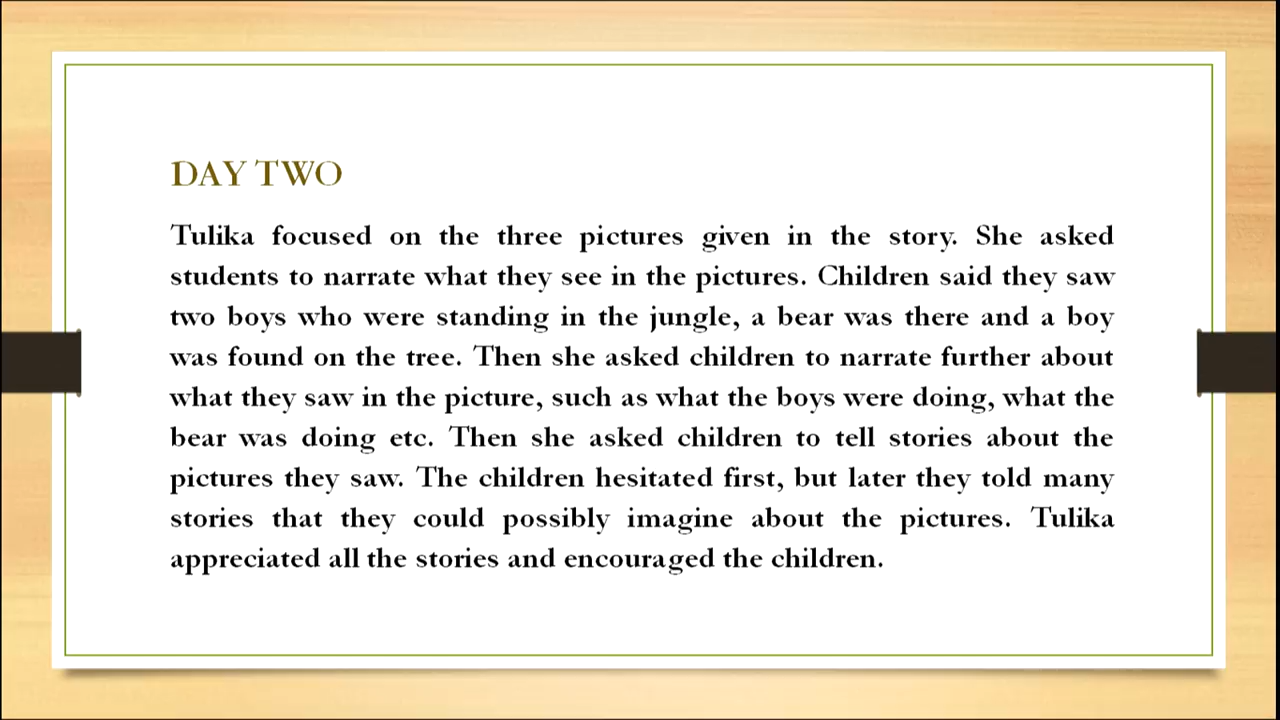 DAY TWO
Tulika focused on the three pictures given in the story. She asked
students to narrate what they see in the pictures. Children said they saw
two boys who were standing in the jungle, a bear was there and a boy
was found on the tree. Then she asked children to narrate further about
what they saw in the picture, such as what the boys were doing, what the
bear was doing etc. Then she asked children to tell stories about the
pictures they saw. The children hesitated first, but later they told many
stories that they could possibly imagine about the pictures. Tulika
appreciated all the stories and encouraged the children.